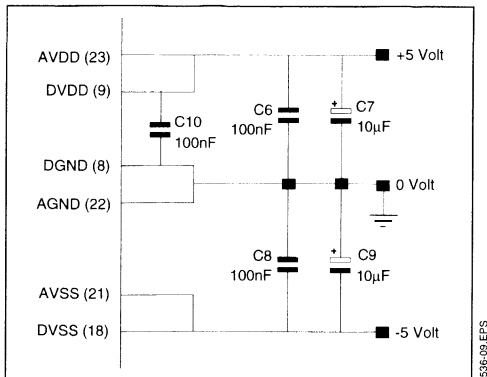 AVDD (23)
+5 Volt
DVDD (9)
C10
100nF
C6
100nF
+
C7
10µF
DGND (8)
0 Volt
AGND (22)
C8
100nF
+
C9
10µF
AVSS (21)
DVSS (18)
-5 Volt
536-09.EPS